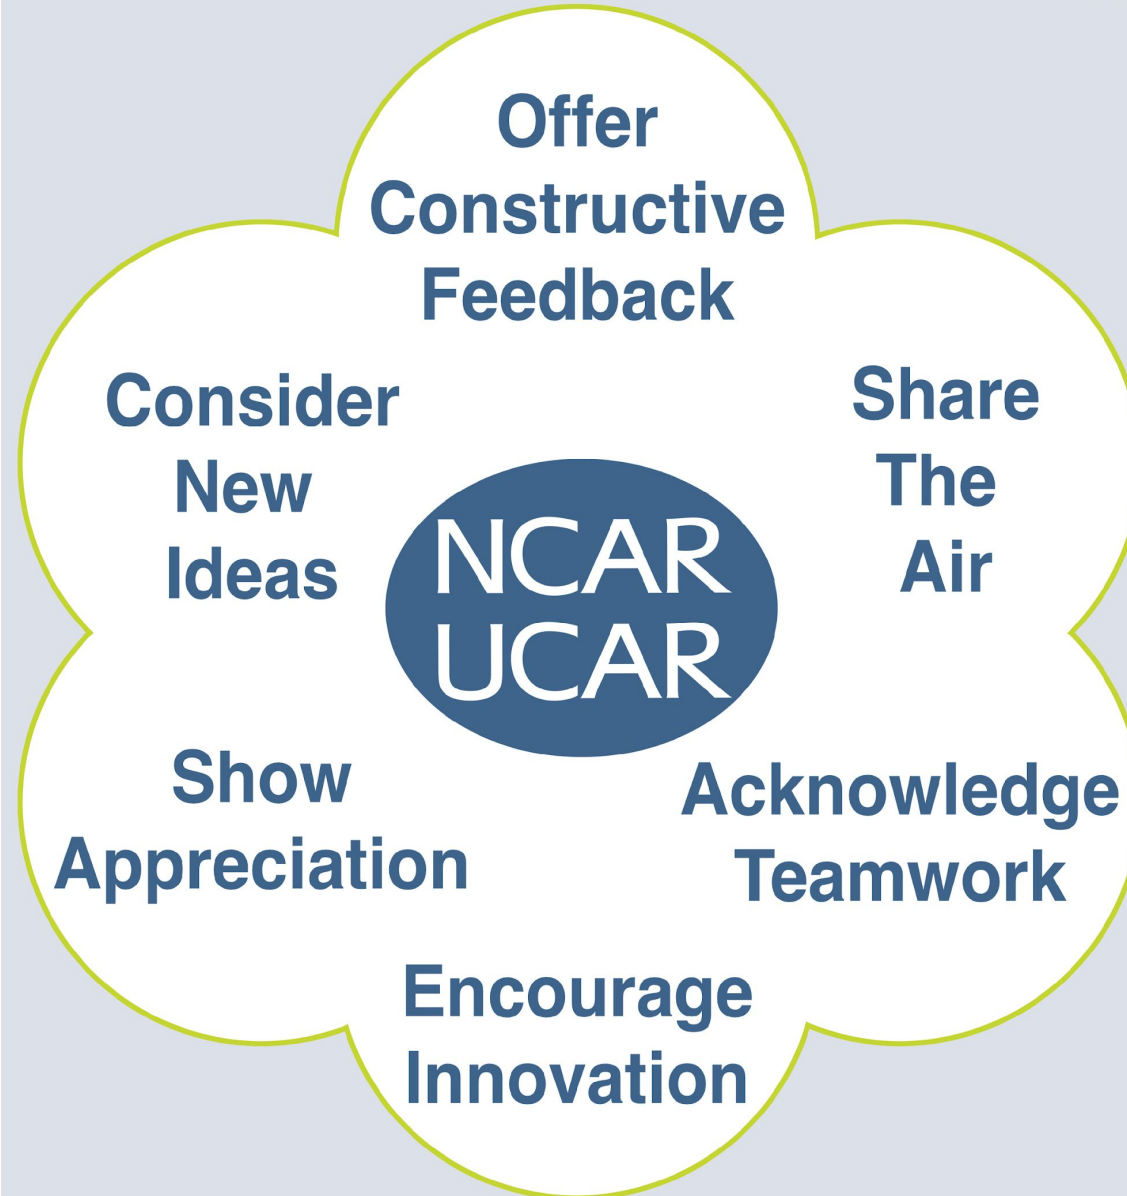 Offer
Constructive
Feedback
Consider
New
Ideas
Share
The
Air
NCAR
UCAR
Show
Appreciation
Acknowledge
Teamwork
Encourage
Innovation